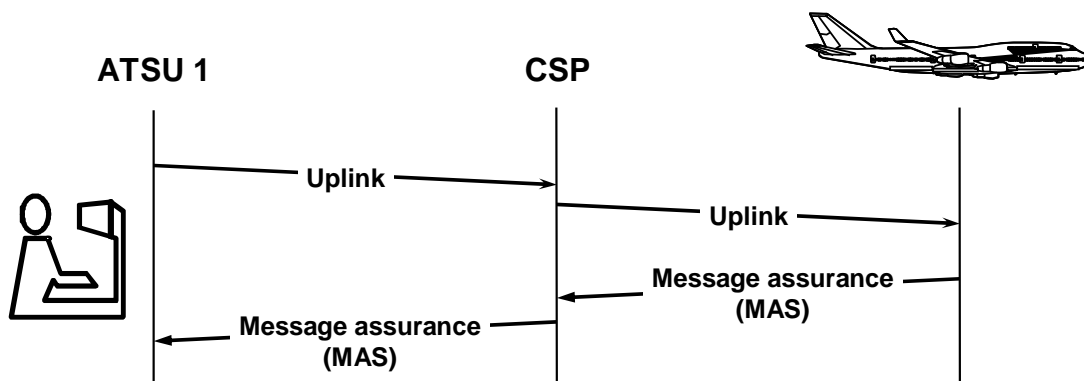 ATSU 1
CSP
Uplink
Uplink
Message assurance
(MAS)
Message assurance
(MAS)